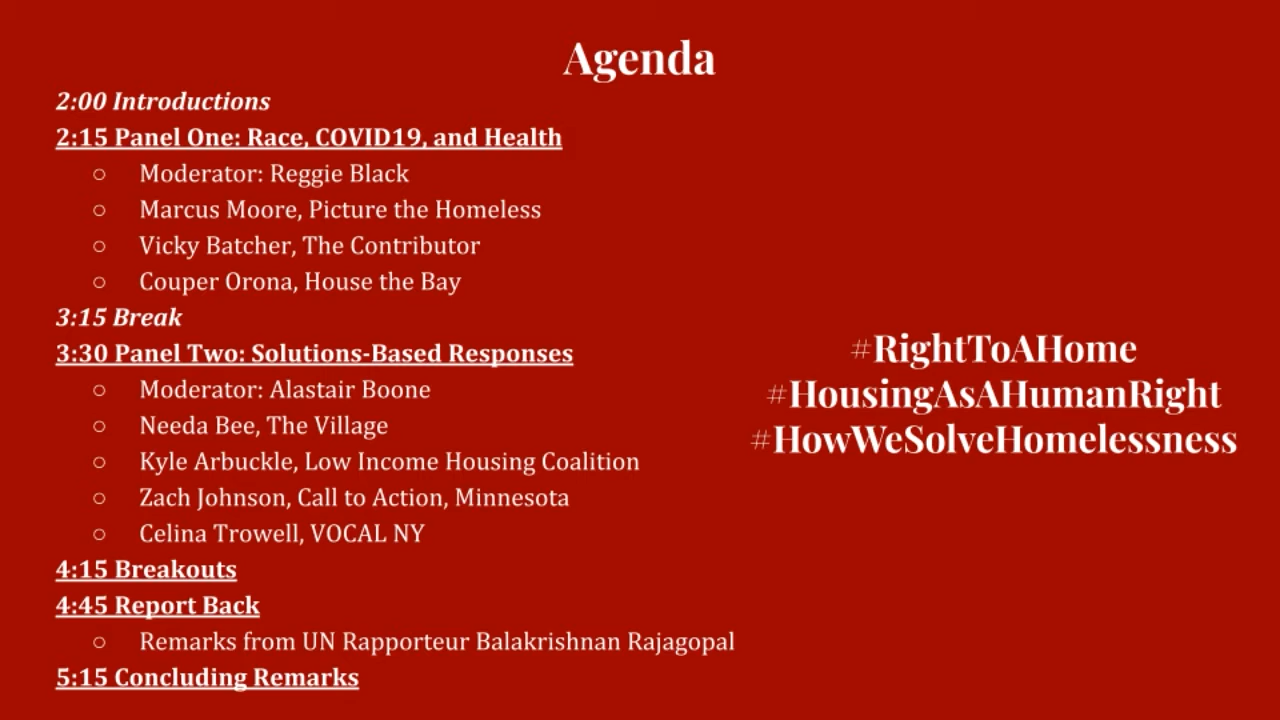 Agenda
2:00 Introductions
2:15 Panel One: Race, COVID19, and Health
○ Moderator: Reggie Black
○ Marcus Moore, Picture the Homeless
○ Vicky Batcher, The Contributor
○ Couper Orona, House the Bay
3:15 Break
3:30 Panel Two: Solutions-Based Responses
○ Moderator: Alastair Boone
○ Needa Bee, The Village
○ Kyle Arbuckle, Low Income Housing Coalition
○ Zach Johnson, Call to Action, Minnesota
○ Celina Trowell, VOCAL NY
4:15 Breakouts
4:45 Report Back
○ Remarks from UN Rapporteur Balakrishnan Rajagopal
5:15 Concluding Remarks
#RightToAHome
#HousingAsAHumanRight
#HowWeSolveHomelessness